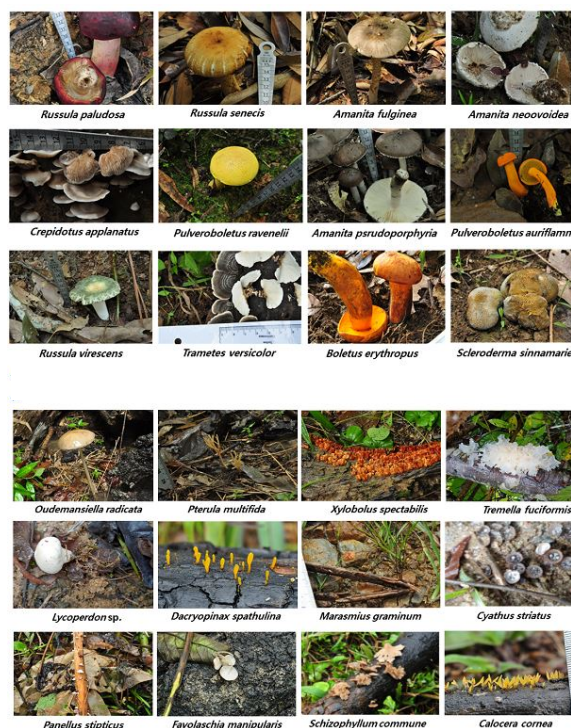 Russula paludosa
Russula senecis
Amanita fulginea
Amanita neoovoidea
Crepidotus applanatus
Pulveroboletus ravenelii
Amanita psrudoporphyria
Pulveroboletus auriflamm
Russula virescens
Trametes versicolor
Boletus erythropus
Scleroderma sinnamarie
Oudemansiella radicata
Pterula multifida
Xylobolus spectabilis
Tremella fuciformis
Lycoperdon sp.
Dacryopinax spathulina
Marasmius graminum
Cyathus striatus
Panellus stipticus
Favolaschia manipularis
Schizophyllum commune
Calocera cornea